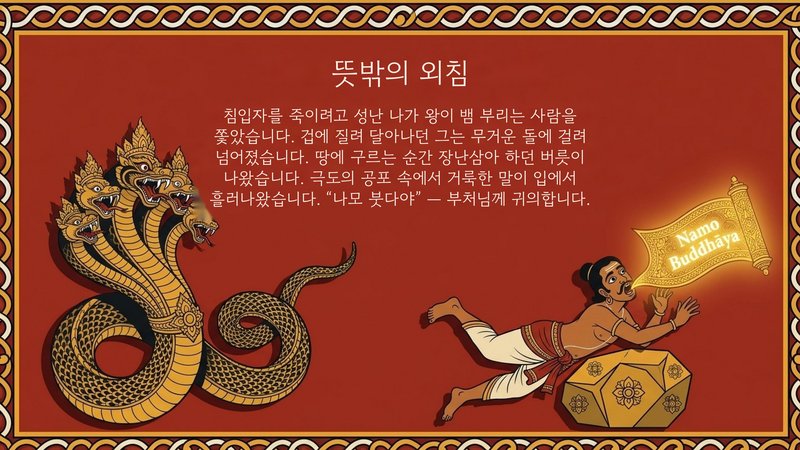 뜻밖의 외침
침입자를 죽이려고 성난 나가 왕이 뱀 부리는 사람을
쫓았습니다. 겁에 질려 달아나던 그는 무거운 돌에 걸려
넘어졌습니다. 땅에 구르는 순간 장난삼아 하던 버릇이
나왔습니다. 극도의 공포 속에서 거룩한 말이 입에서
흘러나왔습니다. “나모 붓다야” — 부처님께 귀의합니다.
Namo
Buddhāya